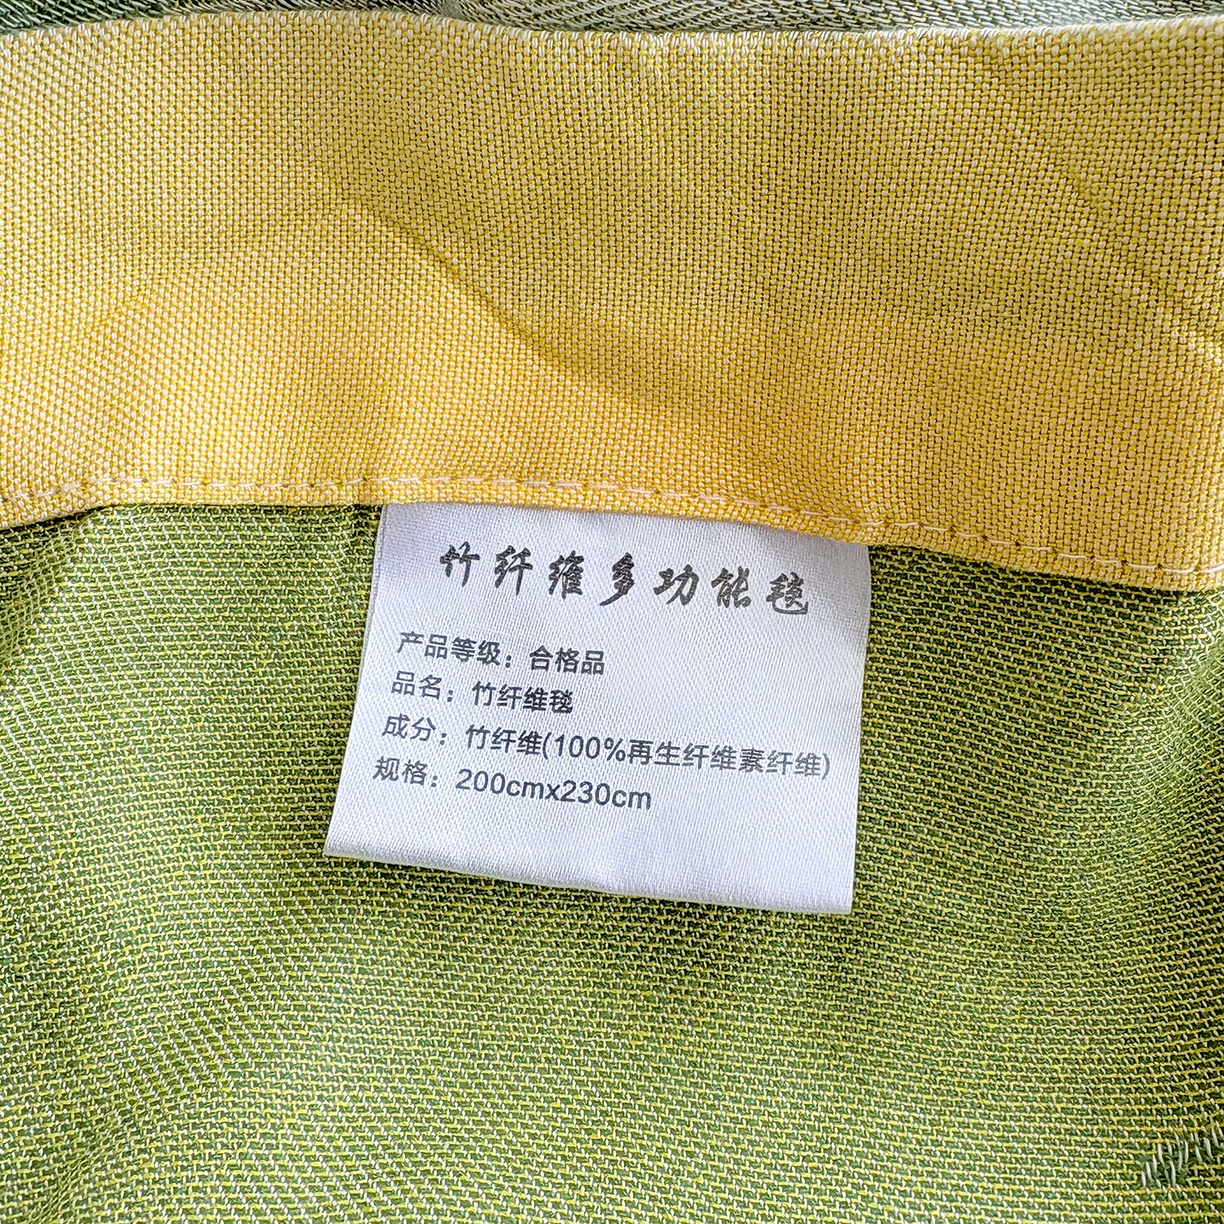 竹纤维多功能毯
产品等级：合格品
品名：竹纤维毯
成分：竹纤维(100%再生纤维素纤维)
规格：200cmx230cm